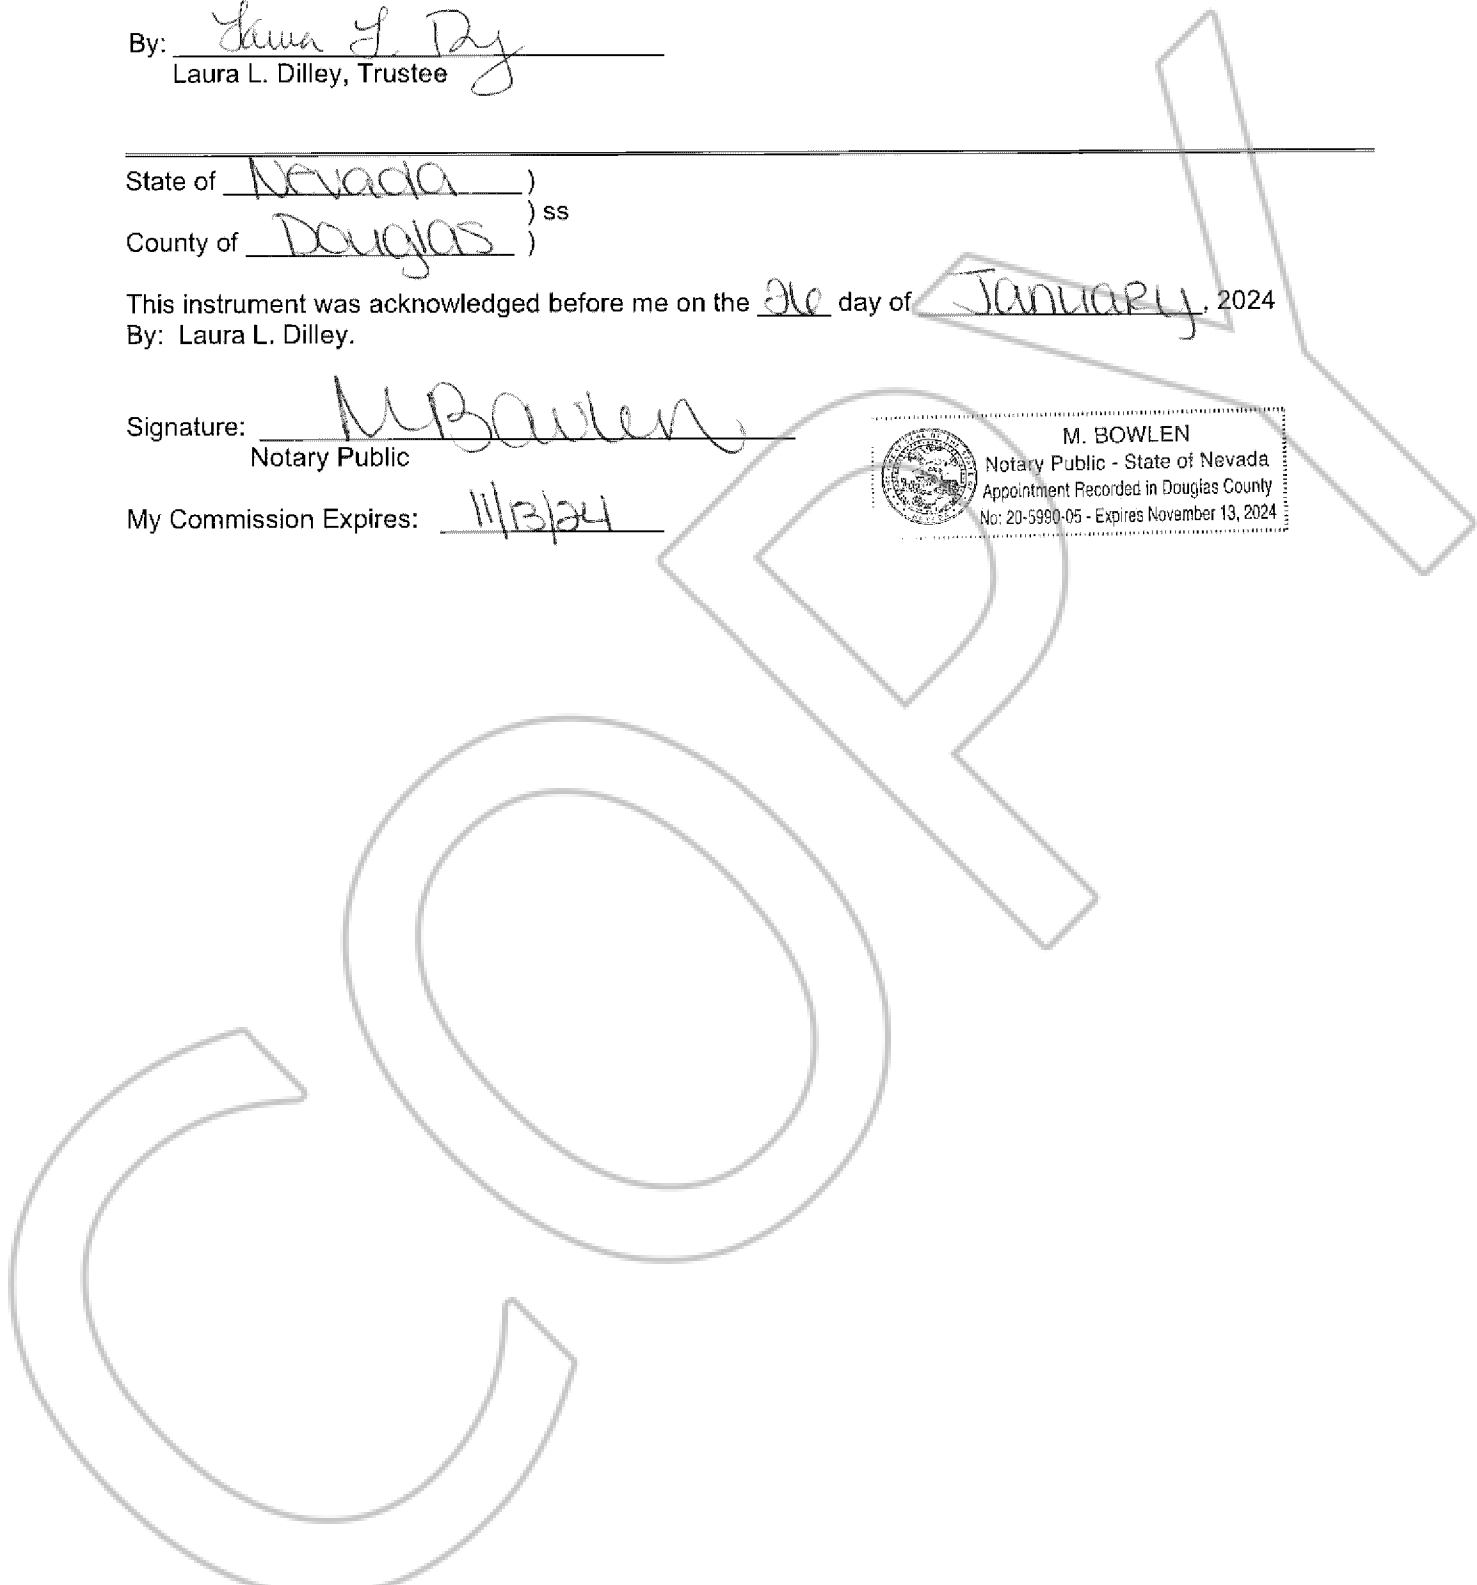 By: Laura L. D
Laura L. Dilley, Trustee
State of Nevada )
) ss
County of Douglas )
This instrument was acknowledged before me on the 26 day of January, 2024
By: Laura L. Dilley.
Signature: M Bowlen
Notary Public
M. BOWLEN
Notary Public - State of Nevada
Appointment Recorded in Douglas County
No: 20-5990-05 - Expires November 13, 2024
My Commission Expires: 11/13/24
COPY